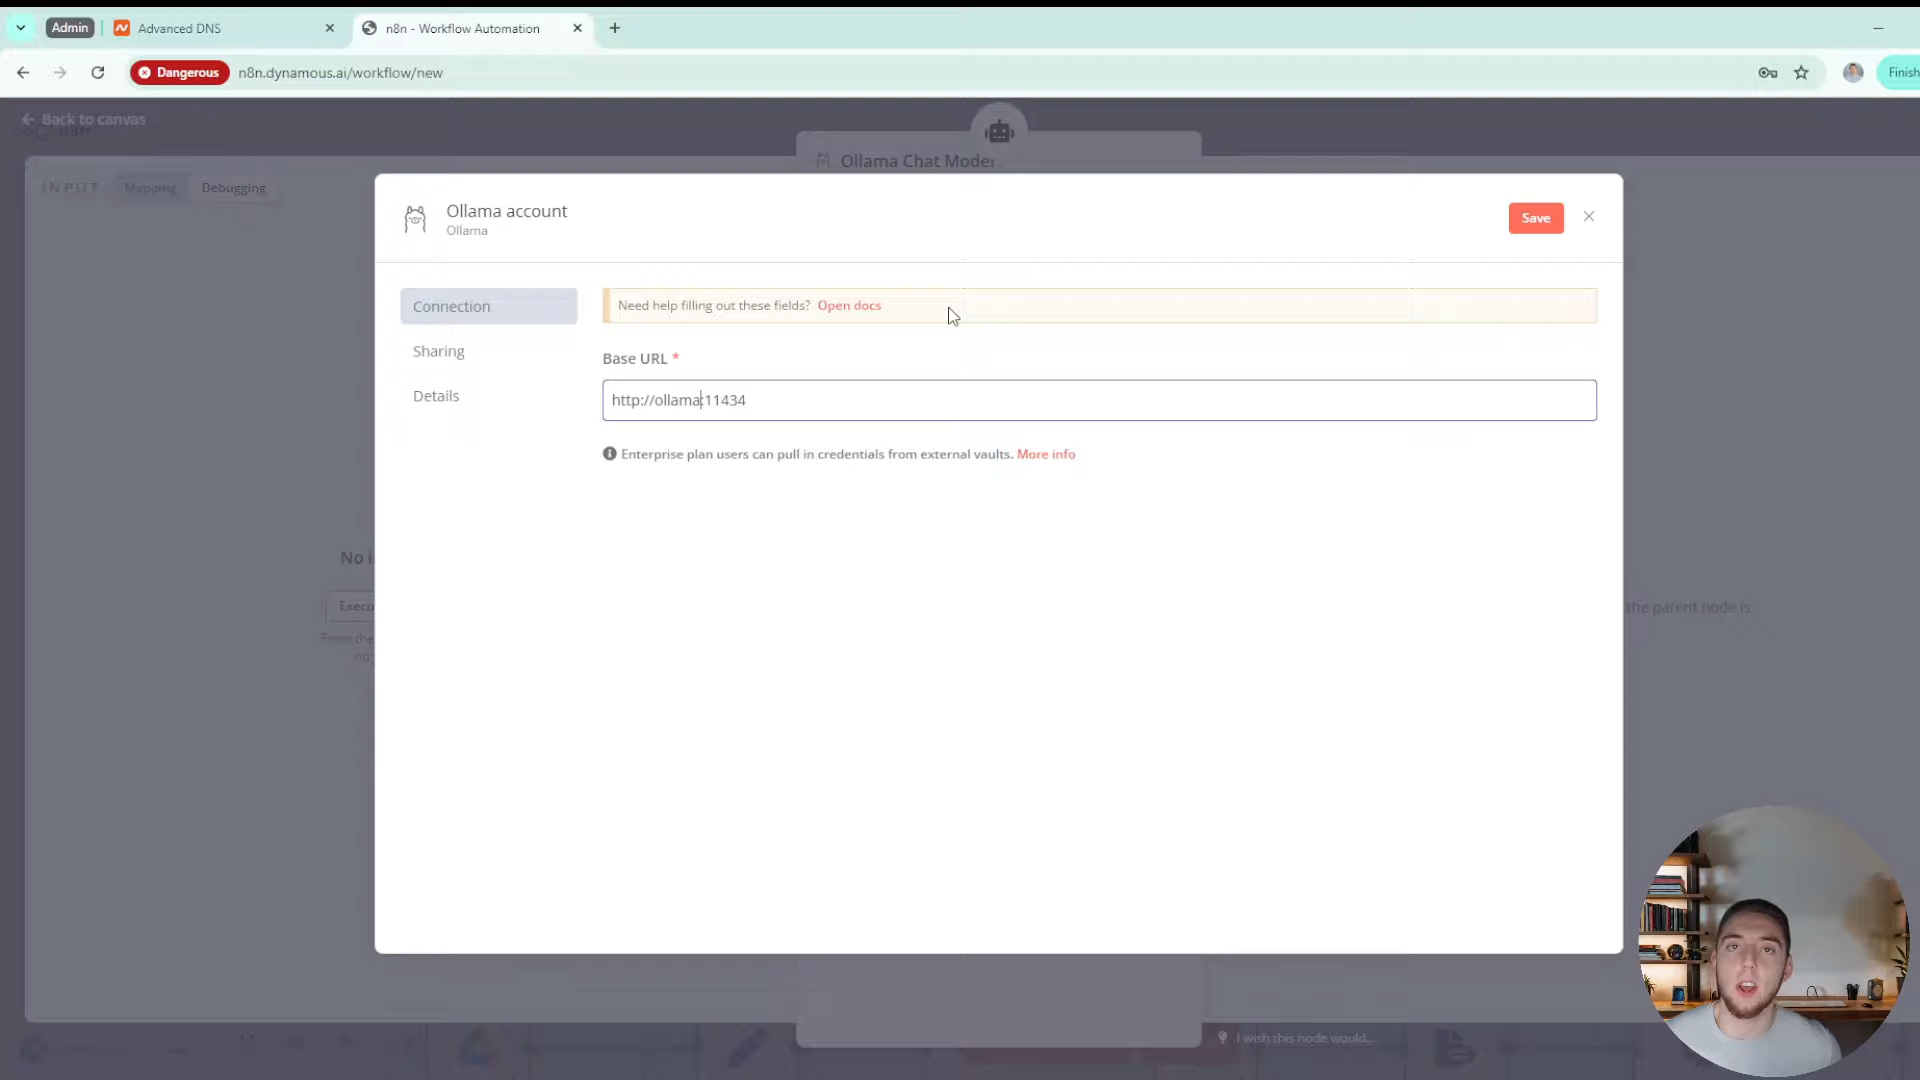 Admin
Advanced DNS
n8n - Workflow Automation
Dangerous
n8n.dynamous.ai/workflow/new
Finish
Back to canvas
Ollama Chat Model
INPUT
Mapping
Debugging
Ollama account
Ollama
Save
Connection
Sharing
Details
Need help filling out these fields? Open docs
Base URL *
http://ollama:11434
Enterprise plan users can pull in credentials from external vaults. More info
No i
Execu
the parent node is
no
I wish this node would...